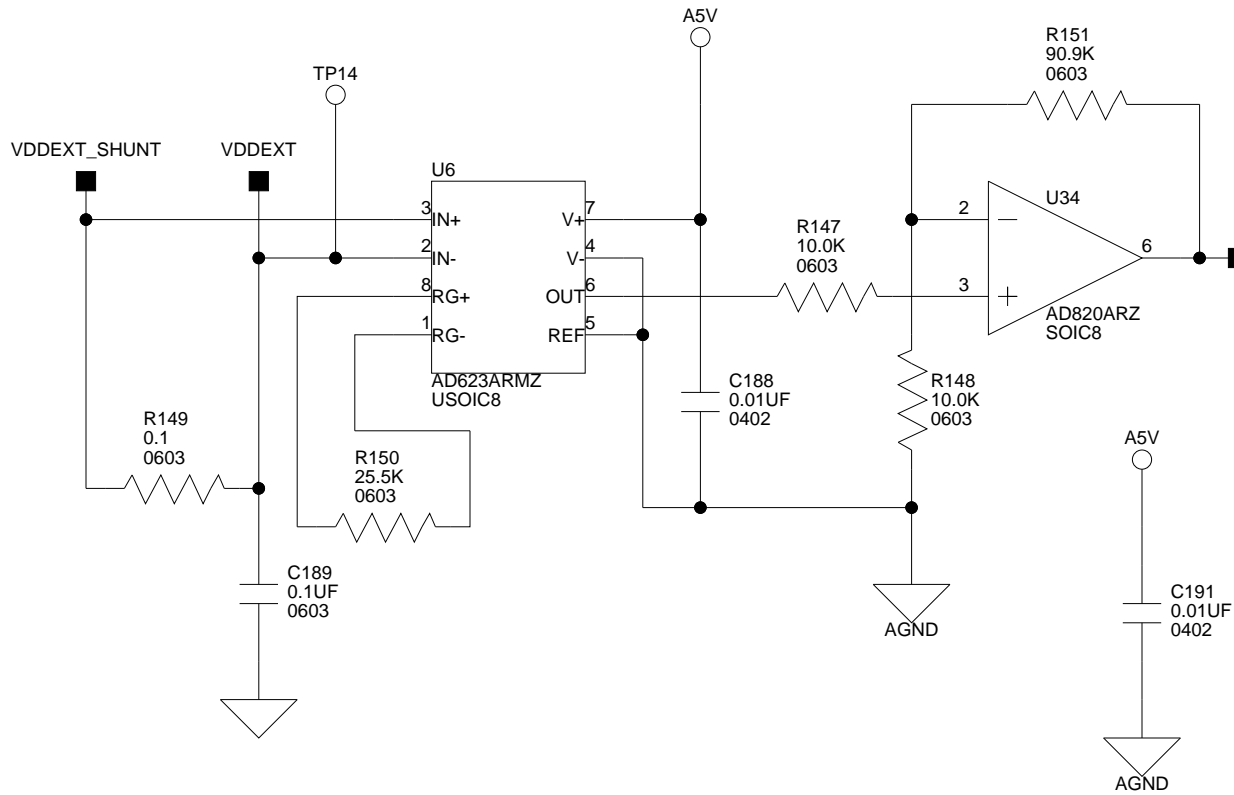 A5V
R151
90.9K
0603
TP14
VDDEXT_SHUNT
VDDEXT
U6
3
IN+
V+
7
2
IN-
V-
4
8
RG+
OUT
6
1
RG-
REF
5
AD623ARMZ
USOIC8
R147
10.0K
0603
U34
2
3
6
AD820ARZ
SOIC8
R149
0.1
0603
R150
25.5K
0603
C188
0.01UF
0402
R148
10.0K
0603
A5V
C189
0.1UF
0603
AGND
C191
0.01UF
0402
AGND